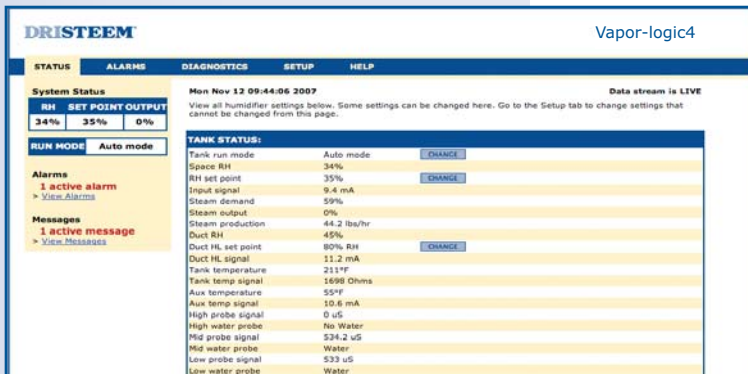 DRISTEEM
Vapor-logic4
STATUS ALARMS DIAGNOSTICS SETUP HELP
System Status
RH SET POINT OUTPUT
34% 35% 0%
RUN MODE Auto mode
Alarms
1 active alarm
> View Alarms
Messages
1 active message
> View Messages
Mon Nov 12 09:44:06 2007 Data stream is LIVE
View all humidifier settings below. Some settings can be changed here. Go to the Setup tab to change settings that
cannot be changed from this page.
TANK STATUS:
Tank run mode Auto mode CHANGE
Space RH 34%
RH set point 35% CHANGE
Input signal 9.4 mA
Steam demand 59%
Steam output 0%
Steam production 44.2 lbs/hr
Duct RH 45%
Duct HL set point 80% RH CHANGE
Duct HL signal 11.2 mA
Tank temperature 211°F
Tank temp signal 1698 Ohms
Aux temperature 55°F
Aux temp signal 10.6 mA
High probe signal 0 uS
High water probe No Water
Mid probe signal 534.2 uS
Mid water probe Water
Low probe signal 533 uS
Low water probe Water